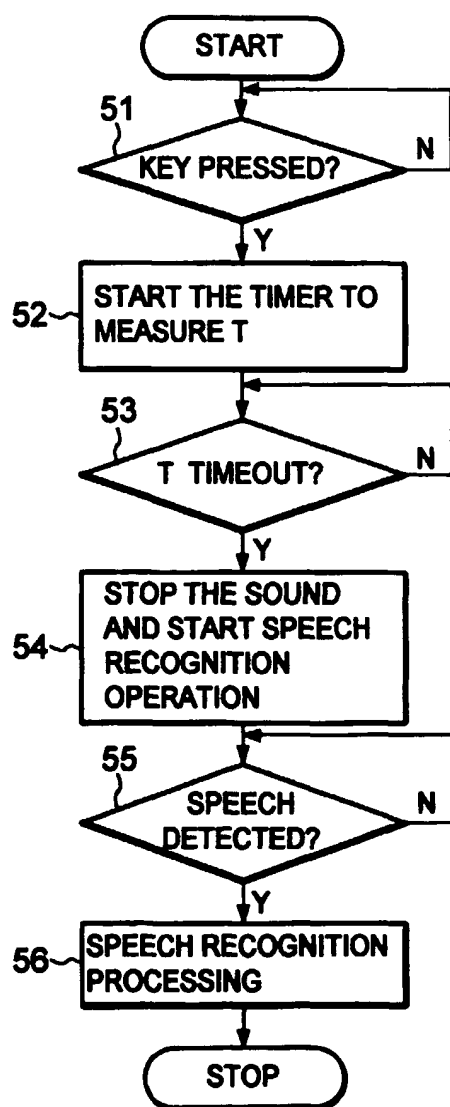 START
51
KEY PRESSED?
N
Y
52
START THE TIMER TO
MEASURE T
53
T TIMEOUT?
N
Y
54
STOP THE SOUND
AND START SPEECH
RECOGNITION
OPERATION
55
SPEECH
DETECTED?
N
Y
56
SPEECH RECOGNITION
PROCESSING
STOP